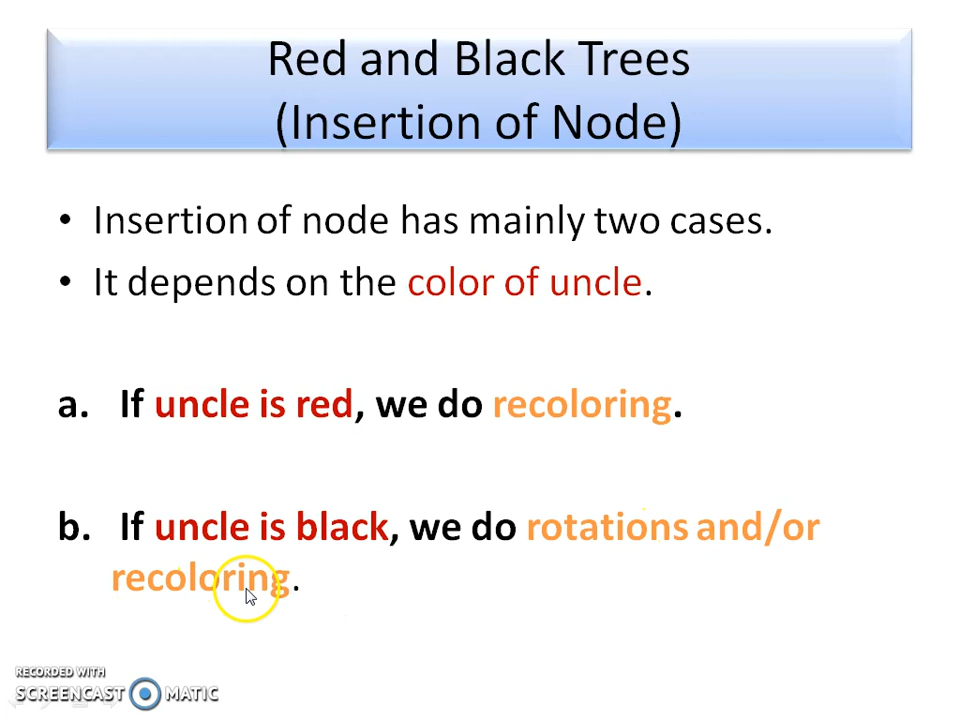 Red and Black Trees
(Insertion of Node)
• Insertion of node has mainly two cases.
• It depends on the color of uncle.
a. If uncle is red, we do recoloring.
b. If uncle is black, we do rotations and/or
recoloring.
RECORDED WITH
SCREENCAST MATIC